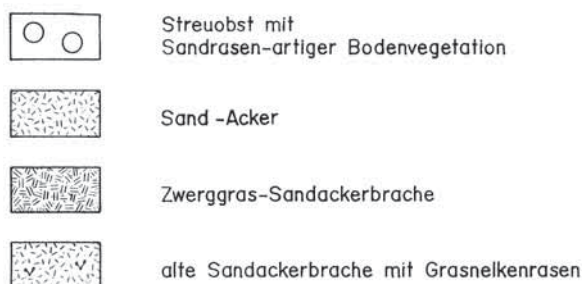 Streuobst mit
Sandrasen-artiger Bodenvegetation
Sand -Acker
Zwerggras-Sandackerbrache
alte Sandackerbrache mit Grasnelkenrasen